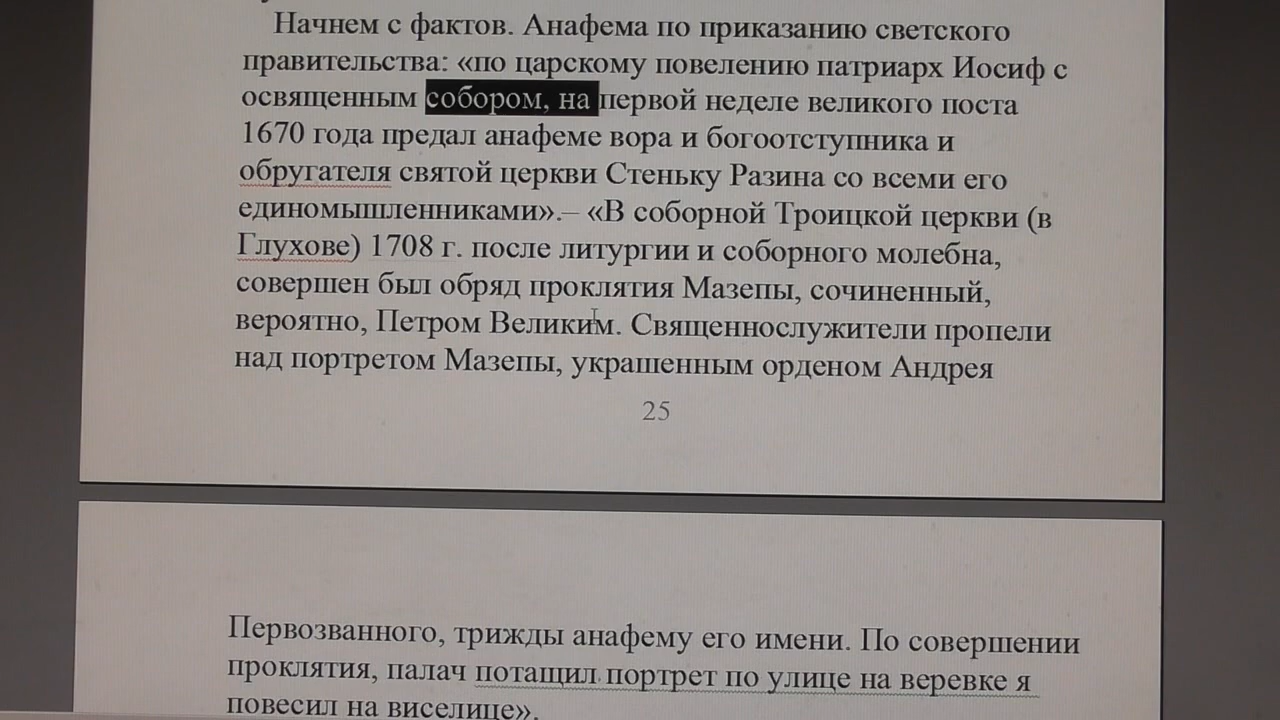 Начнем с фактов. Анафема по приказанию светского
правительства: «по царскому повелению патриарх Иосиф с
освященным собором, на первой неделе великого поста
1670 года предал анафеме вора и богоотступника и
обругателя святой церкви Стеньку Разина со всеми его
единомышленниками».– «В соборной Троицкой церкви (в
Глухове) 1708 г. после литургии и соборного молебна,
совершен был обряд проклятия Мазепы, сочиненный,
вероятно, Петром Великим. Священнослужители пропели
над портретом Мазепы, украшенным орденом Андрея
25
Первозванного, трижды анафему его имени. По совершении
проклятия, палач потащил портрет по улице на веревке я
повесил на виселице».